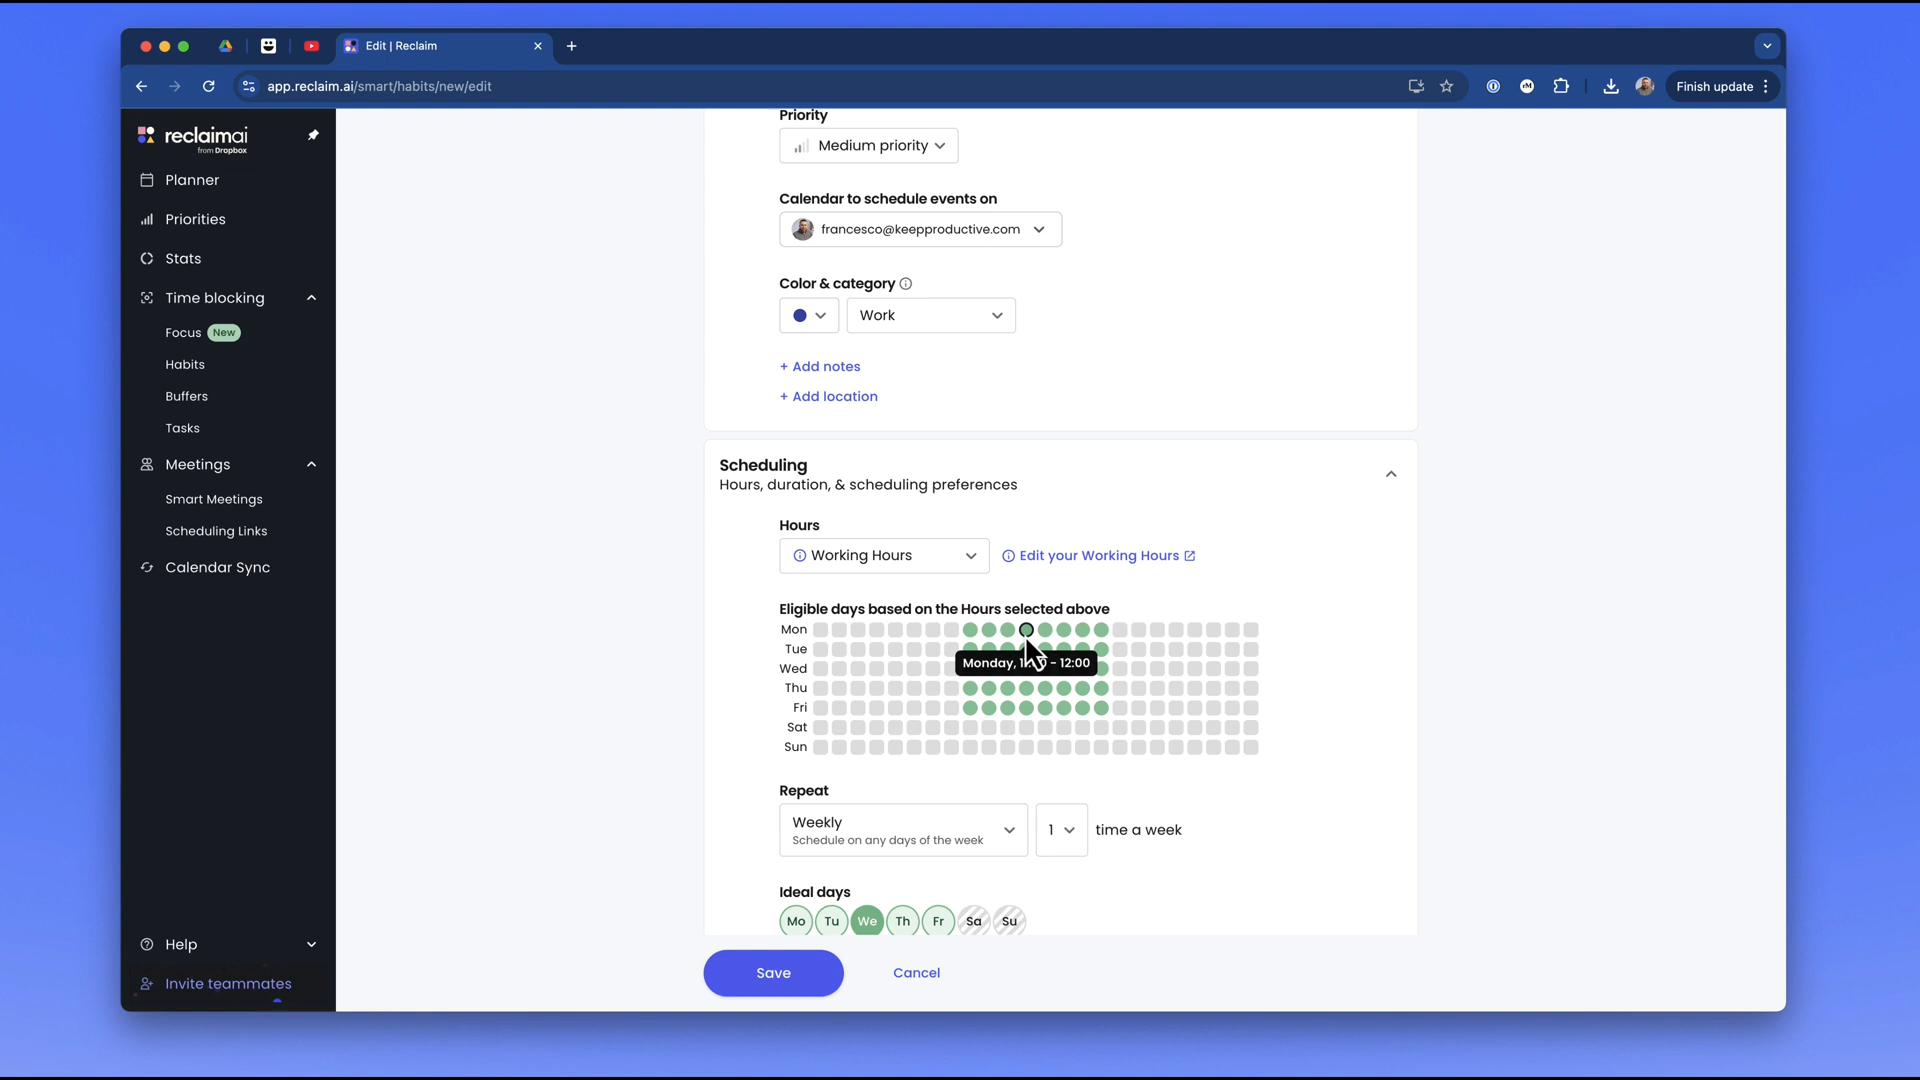 Edit | Reclaim
app.reclaim.ai/smart/habits/new/edit
Finish update
reclaimai
from Dropbox
Planner
Priorities
Stats
Time blocking
Focus New
Habits
Buffers
Tasks
Meetings
Smart Meetings
Scheduling Links
Calendar Sync
Help
Invite teammates
Priority
Medium priority
Calendar to schedule events on
francesco@keepproductive.com
Color & category
Work
+ Add notes
+ Add location
Scheduling
Hours, duration, & scheduling preferences
Hours
Working Hours
Edit your Working Hours
Eligible days based on the Hours selected above
Mon
Tue
Wed
Monday, - 12:00
Thu
Fri
Sat
Sun
Repeat
Weekly
Schedule on any days of the week
1
time a week
Ideal days
Mo Tu We Th Fr Sa Su
Save
Cancel